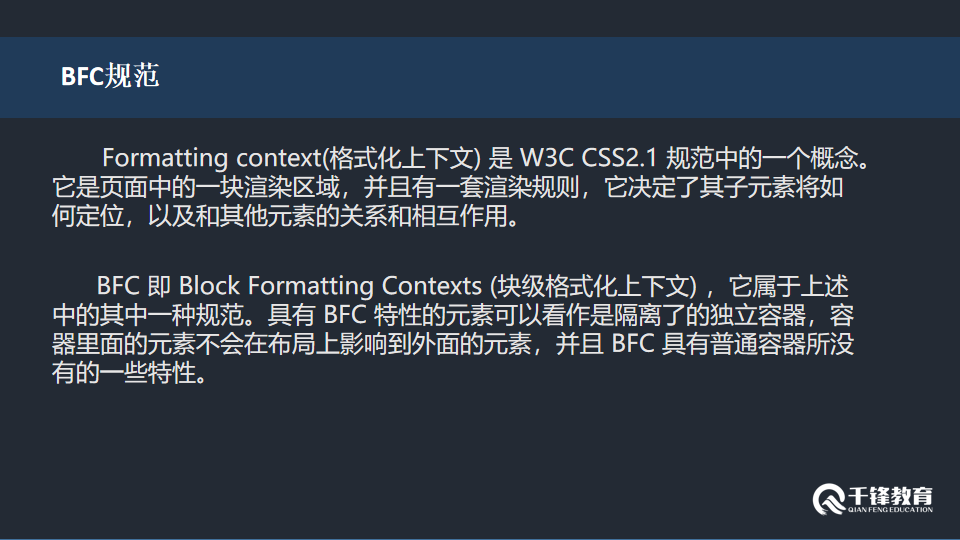 BFC规范
Formatting context(格式化上下文) 是 W3C CSS2.1 规范中的一个概念。
它是页面中的一块渲染区域，并且有一套渲染规则，它决定了其子元素将如
何定位，以及和其他元素的关系和相互作用。
BFC 即 Block Formatting Contexts (块级格式化上下文) ，它属于上述
中的其中一种规范。具有 BFC 特性的元素可以看作是隔离了的独立容器，容
器里面的元素不会在布局上影响到外面的元素，并且 BFC 具有普通容器所没
有的一些特性。
千锋教育
QIAN FENG EDUCATION